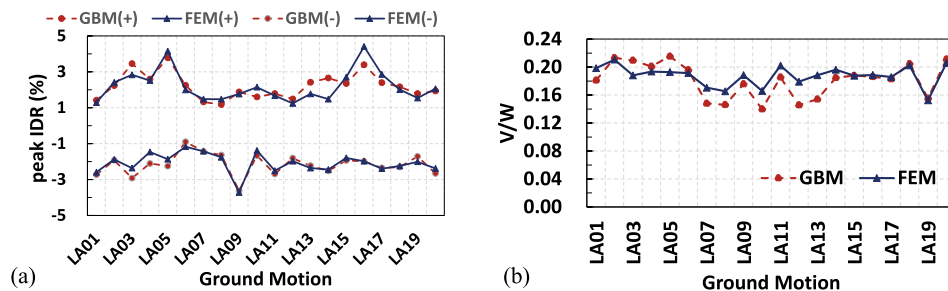 (a)
GBM(+) FEM(+) GBM(-) FEM(-)
peak IDR (%)
5
3
1
-1
-3
-5
LA01 LA03 LA05 LA07 LA09 LA11 LA13 LA15 LA17 LA19
Ground Motion
(b)
V/W
0.24
0.20
0.16
0.12
0.08
0.04
0.00
GBM FEM
LA01 LA03 LA05 LA07 LA09 LA11 LA13 LA15 LA17 LA19
Ground Motion